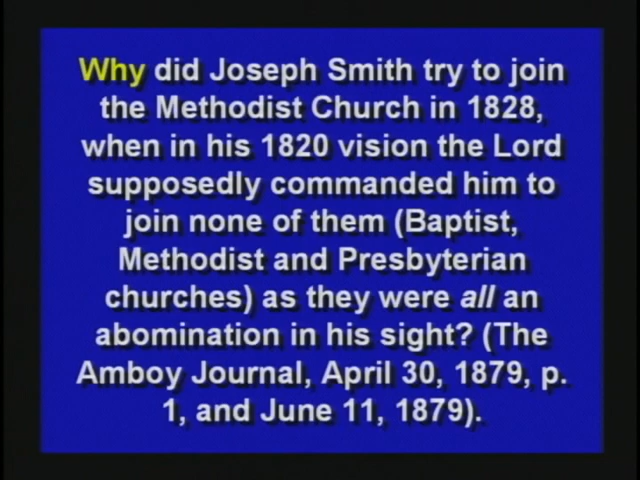 Why did Joseph Smith try to join
the Methodist Church in 1828,
when in his 1820 vision the Lord
supposedly commanded him to
join none of them (Baptist,
Methodist and Presbyterian
churches) as they were all an
abomination in his sight? (The
Amboy Journal, April 30, 1879, p.
1, and June 11, 1879).